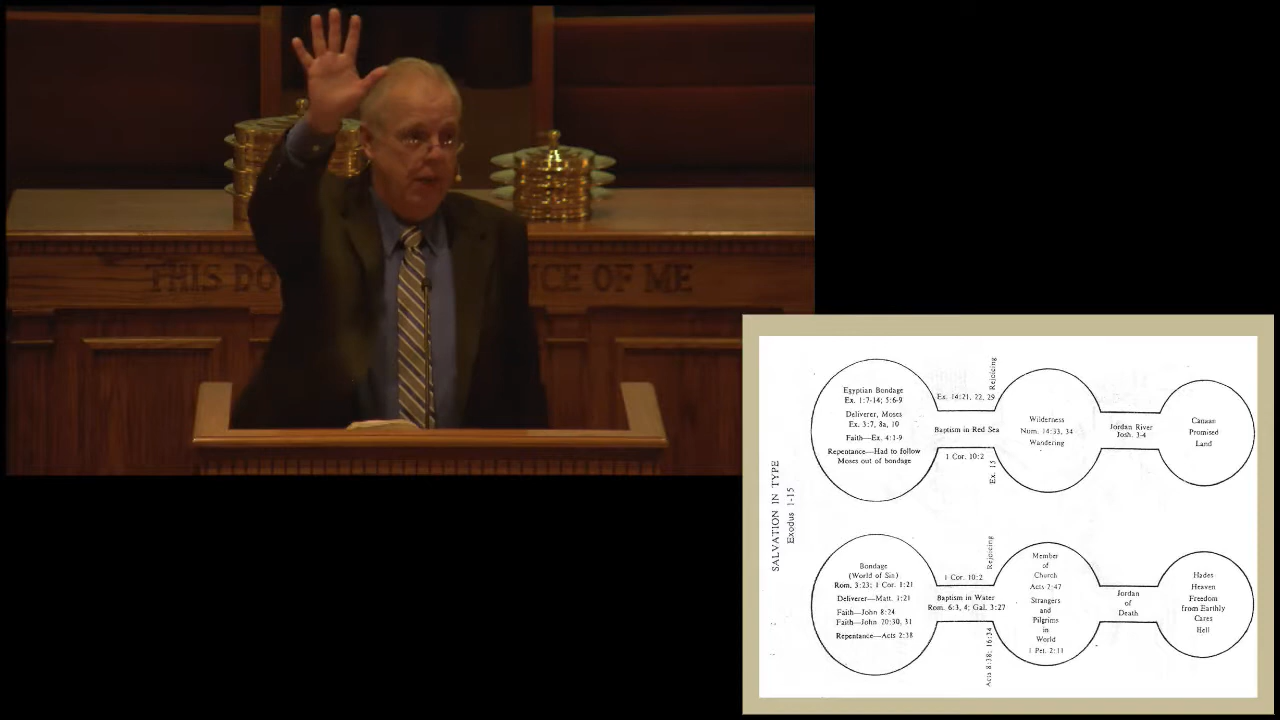 THIS DO
CE OF ME
SALVATION IN TYPE
Exodus 1-15
Egyptian Bondage
Ex. 1:7-14; 5:6-9
Deliverer, Moses
Ex. 3:7, 8a, 10
Faith—Ex. 4:1-9
Repentance—Had to follow
Moses out of bondage
Rejoicing
Ex. 14:21, 22, 29
Baptism in Red Sea
1 Cor. 10:2
Ex. 15
Wilderness
Num. 14:33, 34
Wandering
Jordan River
Josh. 3-4
Canaan
Promised
Land
Bondage
(World of Sin)
Rom. 3:23; 1 Cor. 1:21
Deliverer—Matt. 1:21
Faith—John 8:24
Faith—John 20:30, 31
Repentance—Acts 2:38
Rejoicing
1 Cor. 10:2
Baptism in Water
Rom. 6:3, 4; Gal. 3:27
Acts 8:38; 16:34
Member
of
Church
Acts 2:47
Strangers
and
Pilgrims
in
World
1 Pet. 2:11
Jordan
of
Death
Hades
Heaven
Freedom
from Earthly
Cares
Hell